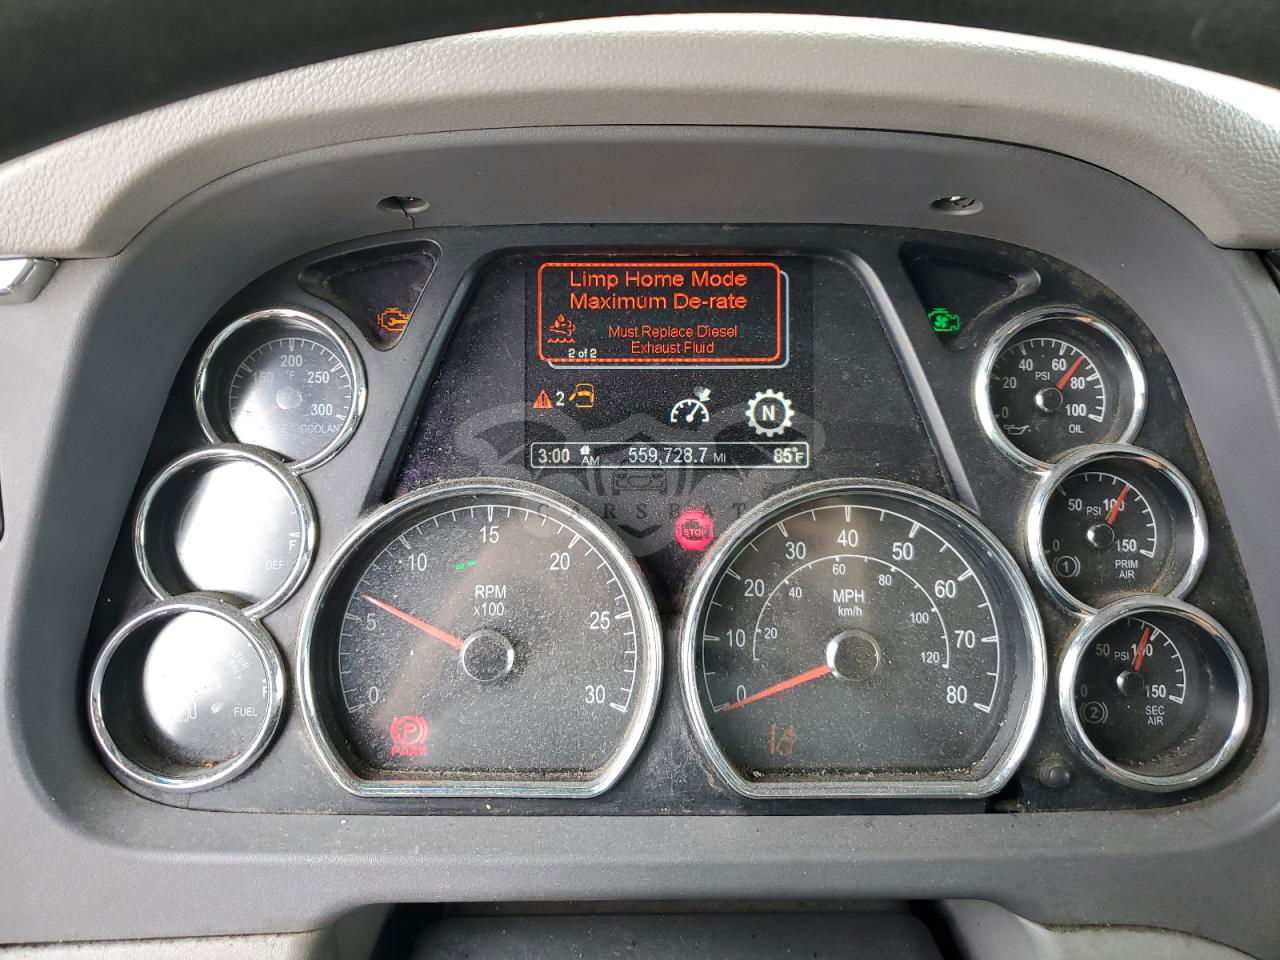 Limp Home Mode
Maximum De-rate
Must Replace Diesel
Exhaust Fluid
2 of 2
2
N
3:00 AM 559,728.7 MI 85°F
CARSEAT
STOP
150 200 250 300
°F
COOLANT
F
DEF
F
FUEL
0 5 10 15 20 25 30
RPM
x100
P
PARK
0 10 20 30 40 50 60 70 80
MPH
km/h
20 40 60 80 100 120
0 20 40 60 80 100
PSI
OIL
0 50 100 150
PSI
1
PRIM
AIR
0 50 100 150
PSI
2
SEC
AIR